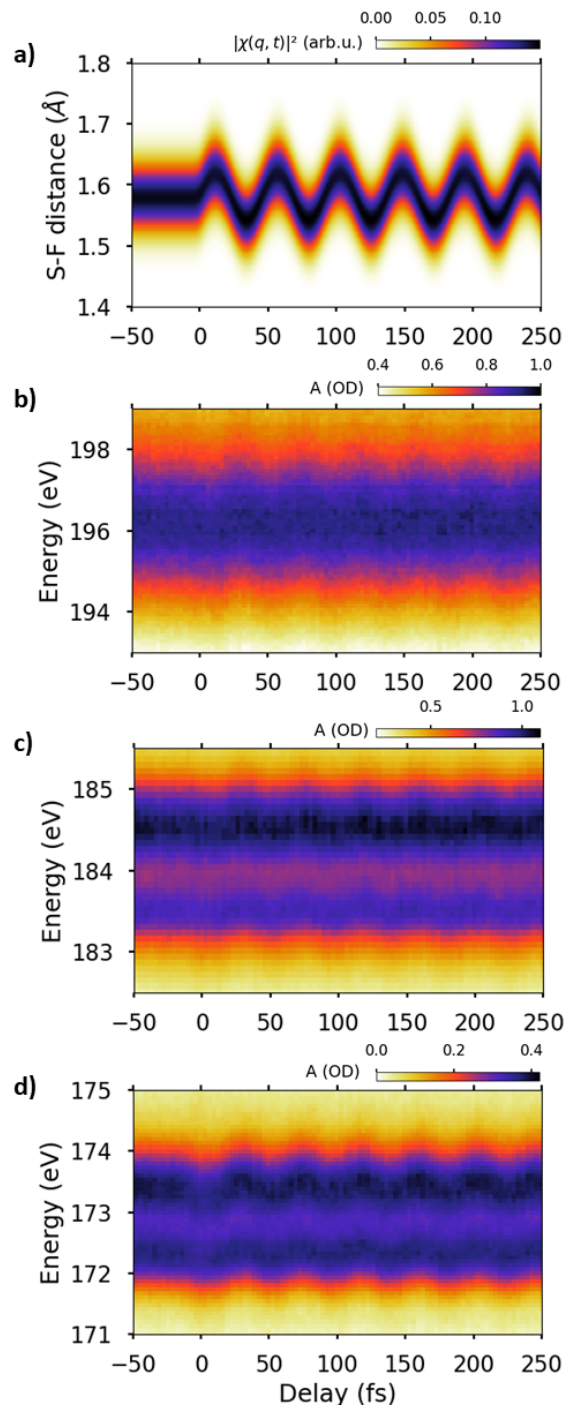 0.00 0.05 0.10
|χ(q, t)|² (arb.u.)
a)
1.8
1.7
1.6
1.5
1.4
S-F distance (Å)
−50 0 50 100 150 200 250
0.4 0.6 0.8 1.0
A (OD)
b)
198
196
194
Energy (eV)
−50 0 50 100 150 200 250
0.5 1.0
A (OD)
c)
185
184
183
Energy (eV)
−50 0 50 100 150 200 250
0.0 0.2 0.4
A (OD)
d)
175
174
173
172
171
Energy (eV)
−50 0 50 100 150 200 250
Delay (fs)